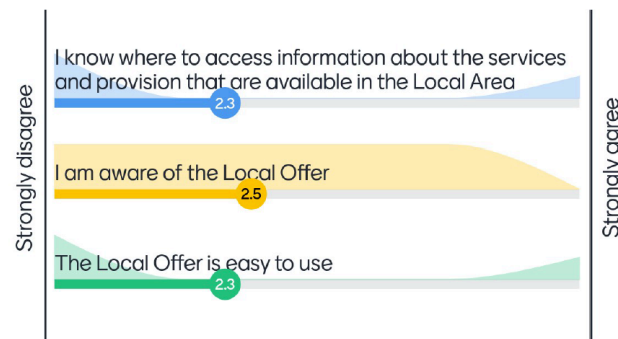 Strongly disagree
I know where to access information about the services
and provision that are available in the Local Area
2.3
I am aware of the Local Offer
2.5
The Local Offer is easy to use
2.3
Strongly agree